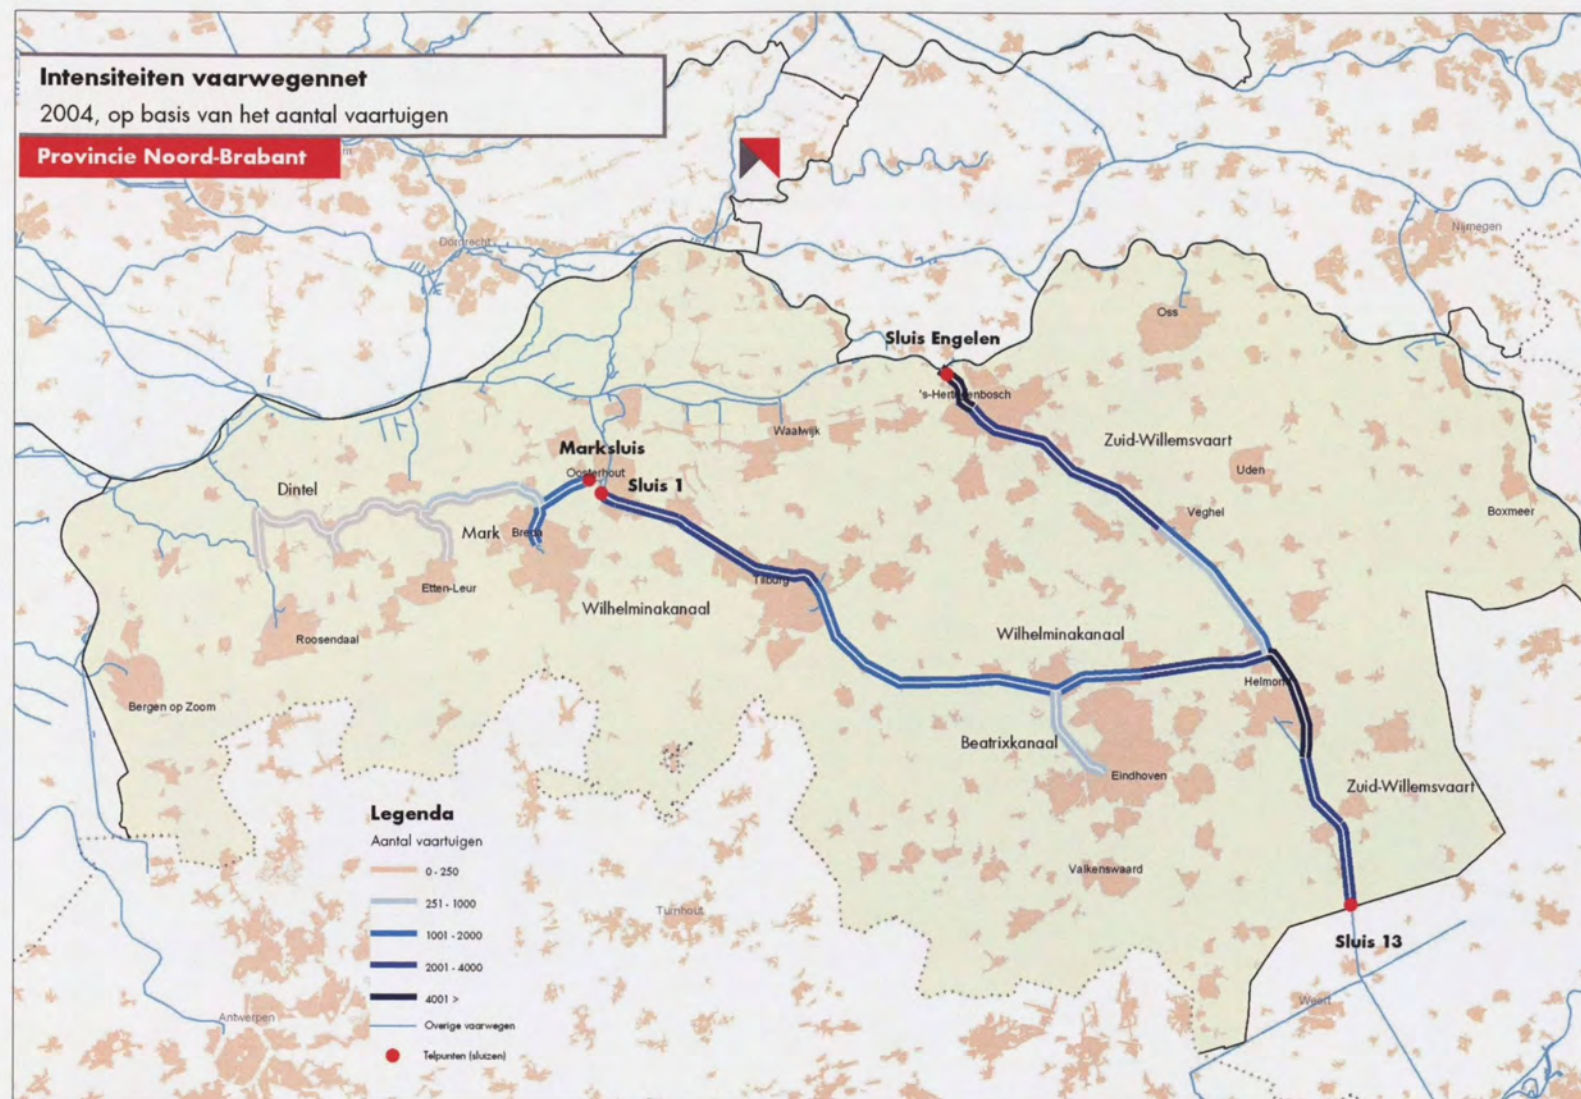 Intensiteiten vaarwegennet
2004, op basis van het aantal vaartuigen
Provincie Noord-Brabant
Dordrecht
Nijmegen
Oss
Sluis Engelen
's-Hertogenbosch
Waalwijk
Zuid-Willemsvaart
Uden
Marksluis
Oosterhout
Sluis 1
Dintel
Veghel
Boxmeer
Mark
Breda
Etten-Leur
Tilburg
Wilhelminakanaal
Roosendaal
Wilhelminakanaal
Helmond
Bergen op Zoom
Beatrixkanaal
Eindhoven
Zuid-Willemsvaart
Valkenswaard
Turnhout
Sluis 13
Weert
Antwerpen
Legenda
Aantal vaartuigen
0 - 250
251 - 1000
1001 - 2000
2001 - 4000
4001 >
Overige vaarwegen
Telpunten (sluizen)